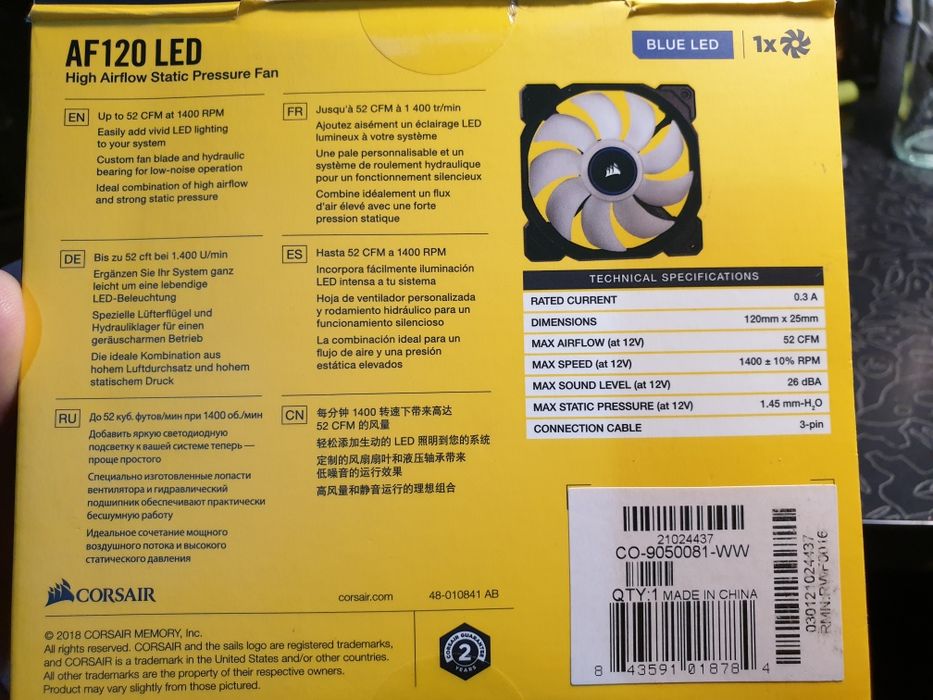 AF120 LED
High Airflow Static Pressure Fan
BLUE LED
1x
EN
Up to 52 CFM at 1400 RPM
Easily add vivid LED lighting
to your system
Custom fan blade and hydraulic
bearing for low-noise operation
Ideal combination of high airflow
and strong static pressure
FR
Jusqu'à 52 CFM à 1 400 tr/min
Ajoutez aisément un éclairage LED
lumineux à votre système
Une pale personnalisable et un
système de roulement hydraulique
pour un fonctionnement silencieux
Combine idéalement un flux
d'air élevé avec une forte
pression statique
DE
Bis zu 52 cft bei 1.400 U/min
Ergänzen Sie Ihr System ganz
leicht um eine lebendige
LED-Beleuchtung
Spezielle Lüfterflügel und
Hydrauliklager für einen
geräuscharmen Betrieb
Die ideale Kombination aus
hohem Luftdurchsatz und hohem
statischem Druck
ES
Hasta 52 CFM a 1400 RPM
Incorpora fácilmente iluminación
LED intensa a tu sistema
Hoja de ventilador personalizada
y rodamiento hidráulico para un
funcionamiento silencioso
La combinación ideal para un
flujo de aire y una presión
estática elevados
RU
До 52 куб. футов/мин при 1400 об./мин
Добавить яркую светодиодную
подсветку к вашей системе теперь —
проще простого
Специально изготовленные лопасти
вентилятора и гидравлический
подшипник обеспечивают практически
бесшумную работу
Идеальное сочетание мощного
воздушного потока и высокого
статического давления
CN
每分钟 1400 转速下带来高达
52 CFM 的风量
轻松添加生动的 LED 照明到您的系统
定制的风扇扇叶和液压轴承带来
低噪音的运行效果
高风量和静音运行的理想组合
TECHNICAL SPECIFICATIONS
RATED CURRENT 0.3 A
DIMENSIONS 120mm x 25mm
MAX AIRFLOW (at 12V) 52 CFM
MAX SPEED (at 12V) 1400 ± 10% RPM
MAX SOUND LEVEL (at 12V) 26 dBA
MAX STATIC PRESSURE (at 12V) 1.45 mm-H₂O
CONNECTION CABLE 3-pin
CORSAIR
corsair.com
48-010841 AB
© 2018 CORSAIR MEMORY, Inc.
All rights reserved. CORSAIR and the sails logo are registered trademarks,
and CORSAIR is a trademark in the United States and/or other countries.
All other trademarks are the property of their respective owners.
Product may vary slightly from those pictured.
CORSAIR GUARANTEE
2
YEARS
21024437
CO-9050081-WW
QTY:1 MADE IN CHINA
8 43591 01878 4
030121024437
RMN:RWF0016